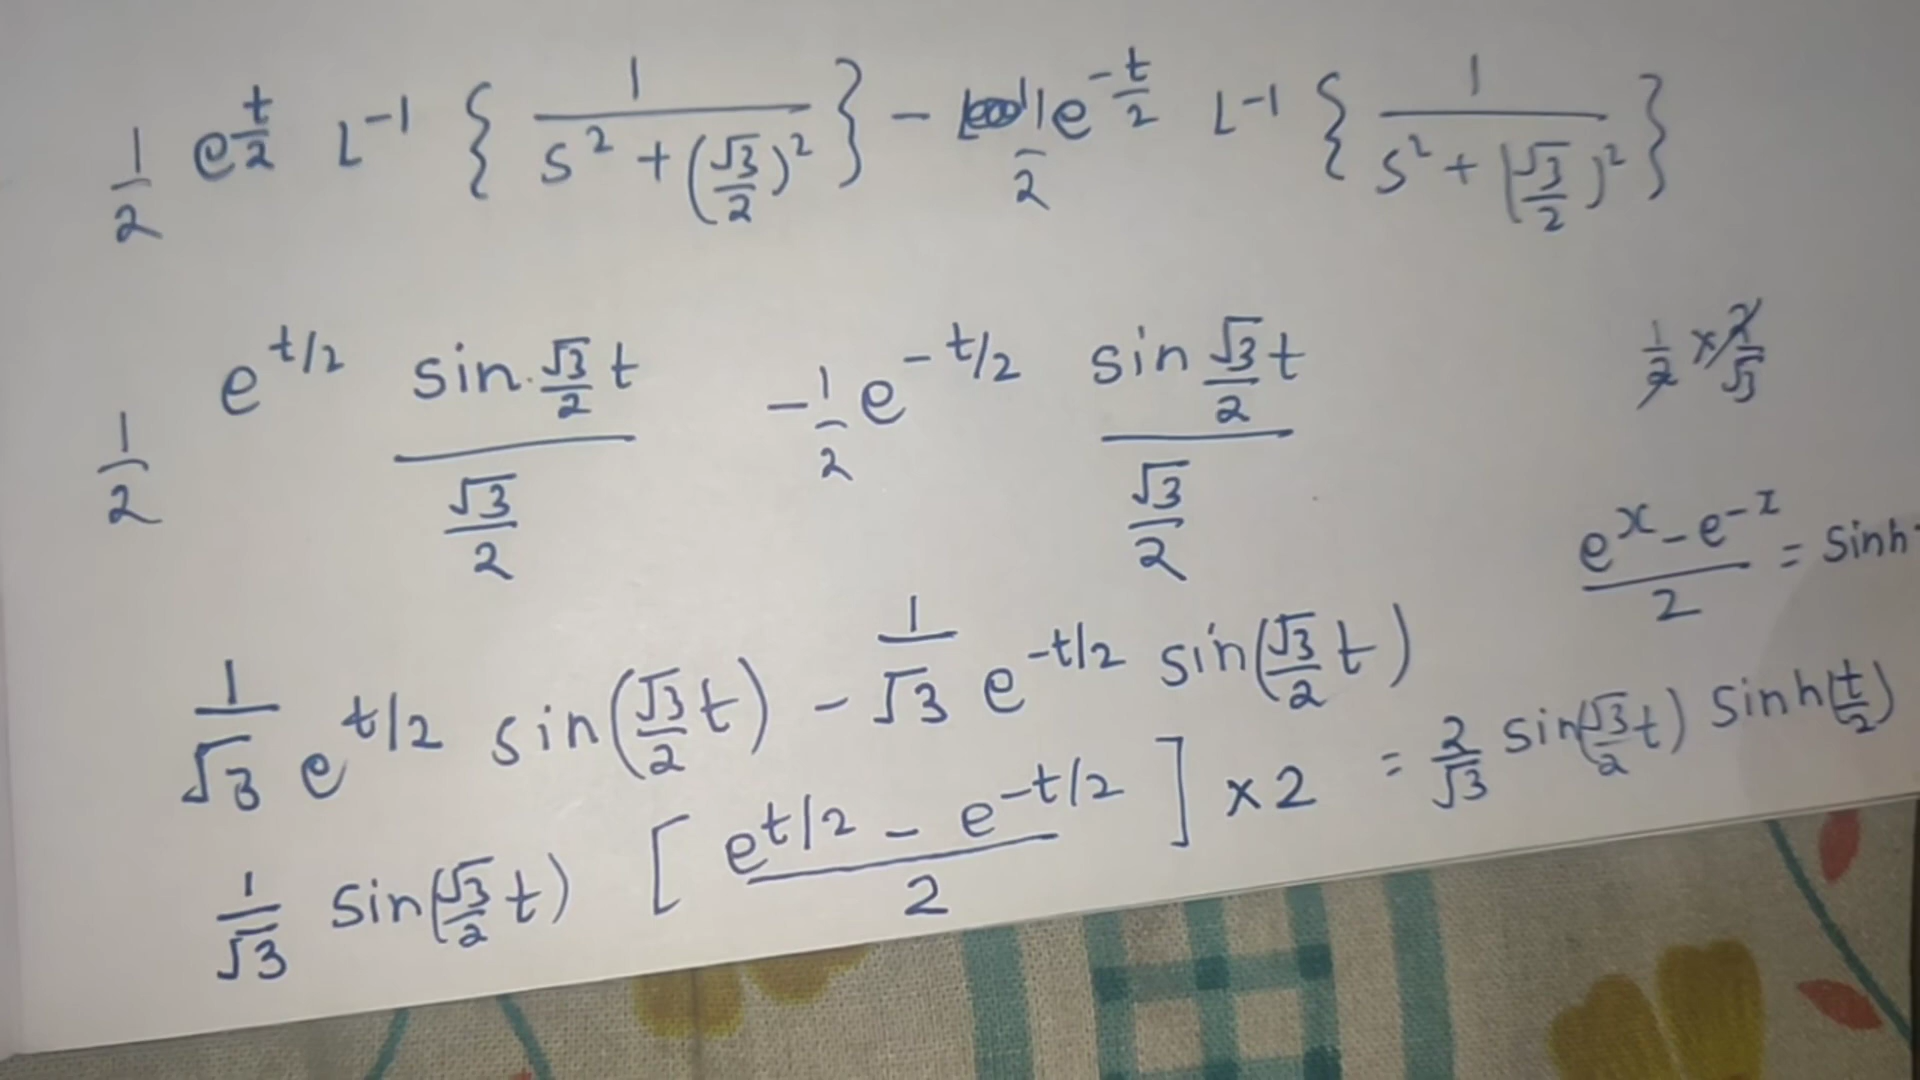 1/2 e^(t/2) L^-1 { 1 / (s^2 + (√3/2)^2) } - 1/2 e^(-t/2) L^-1 { 1 / (s^2 + (√3/2)^2) }
1/2 e^(t/2) (sin √3/2 t) / (√3/2) - 1/2 e^(-t/2) (sin √3/2 t) / (√3/2)
1/2 × 2/√3
(e^x - e^-x) / 2 = sinh
1/√3 e^(t/2) sin(√3/2 t) - 1/√3 e^(-t/2) sin(√3/2 t)
1/√3 sin(√3/2 t) [ (e^(t/2) - e^(-t/2)) / 2 ] × 2 = 2/√3 sin(√3/2 t) sinh(t/2)